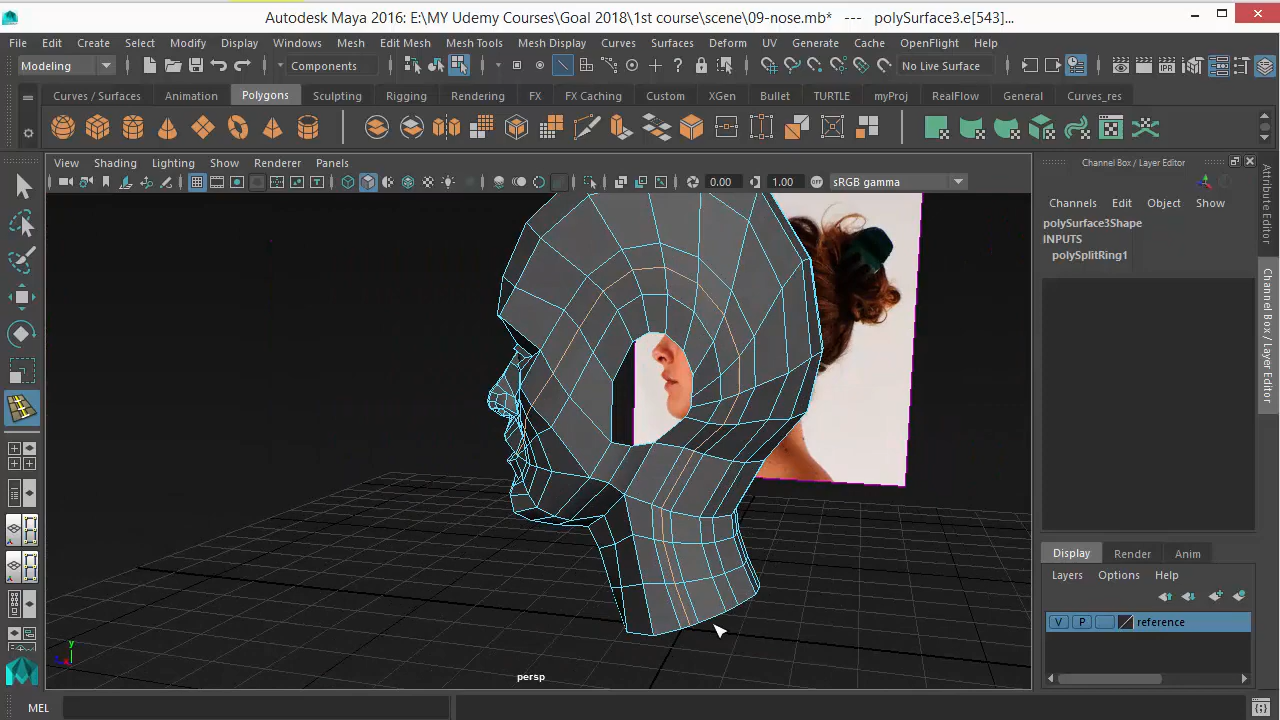 Autodesk Maya 2016: E:\MY Udemy Courses\Goal 2018\1st course\scene\09-nose.mb* --- polySurface3.e[543]...
File Edit Create Select Modify Display Windows Mesh Edit Mesh Mesh Tools Mesh Display Curves Surfaces Deform UV Generate Cache OpenFlight Help
Modeling Components No Live Surface
Curves / Surfaces Animation Polygons Sculpting Rigging Rendering FX FX Caching Custom XGen Bullet TURTLE myProj RealFlow General Curves_res
View Shading Lighting Show Renderer Panels
0.00 1.00 sRGB gamma
Channel Box / Layer Editor
Channels Edit Object Show
polySurface3Shape
INPUTS
polySplitRing1
Attribute Editor
Channel Box / Layer Editor
Display Render Anim
Layers Options Help
V P reference
y
x
persp
MEL